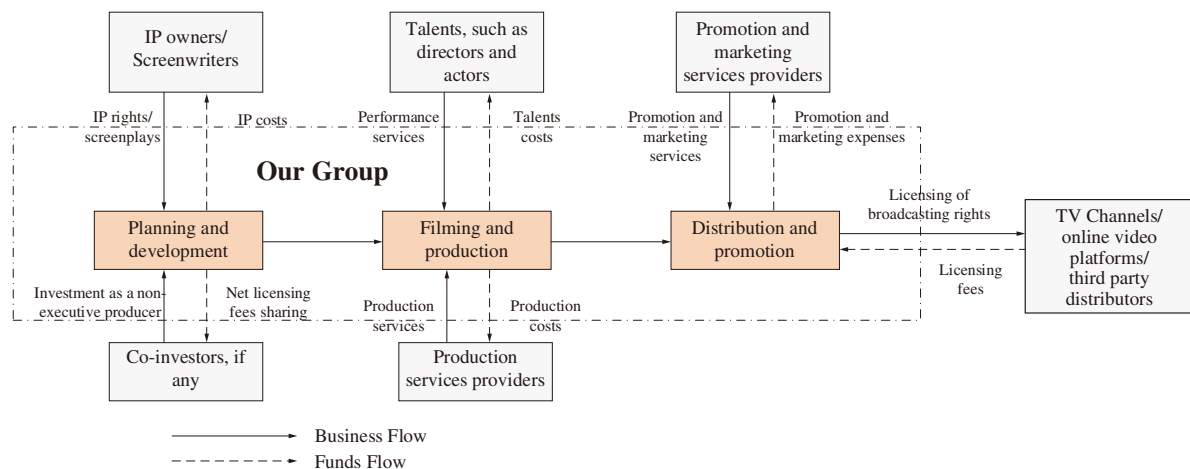 IP owners/
Screenwriters
Talents, such as
directors and
actors
Promotion and
marketing
services providers
IP rights/
screenplays
IP costs
Performance
services
Talents
costs
Promotion and
marketing
services
Promotion and
marketing expenses
Our Group
Licensing of
broadcasting rights
Planning and
development
Filming and
production
Distribution and
promotion
TV Channels/
online video
platforms/
third party
distributors
Licensing
fees
Investment as a non-
executive producer
Net licensing
fees sharing
Production
services
Production
costs
Co-investors, if
any
Production
services providers
Business Flow
Funds Flow